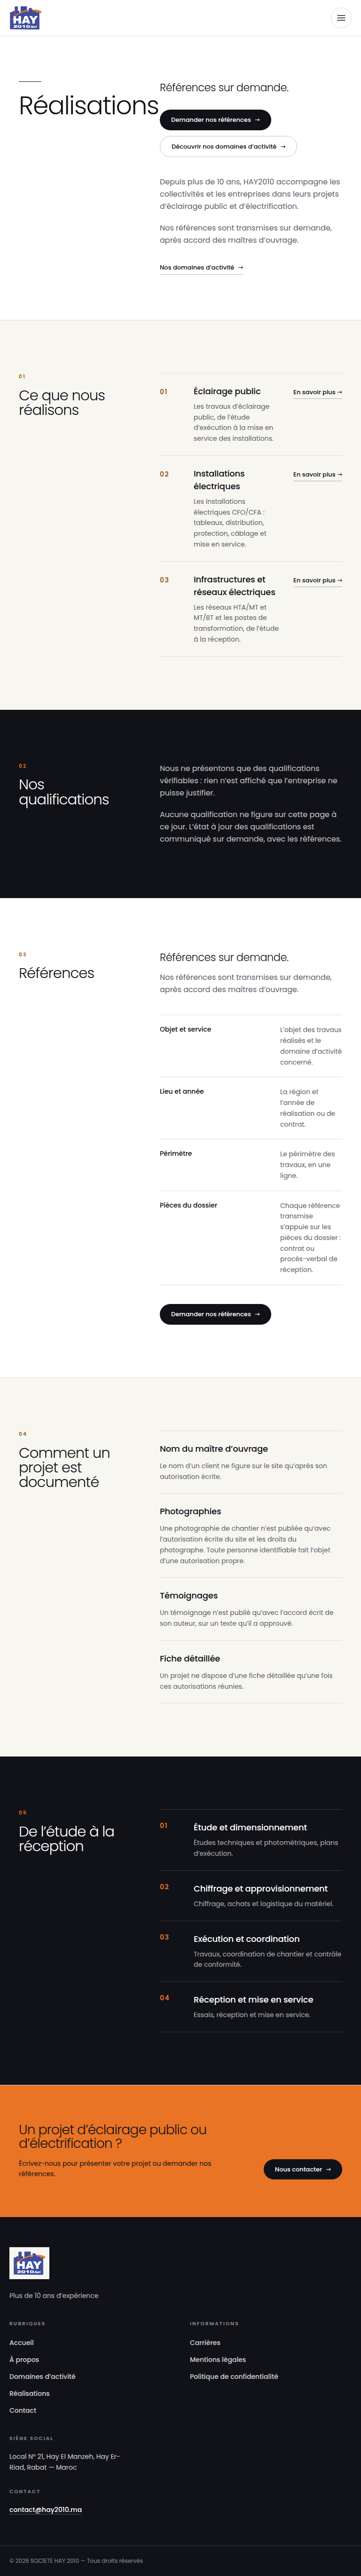 HAY
2010.sarl
Réalisations
Références sur demande.
Demander nos références →
Découvrir nos domaines d’activité →
Depuis plus de 10 ans, HAY2010 accompagne les
collectivités et les entreprises dans leurs projets
d’éclairage public et d’électrification.
Nos références sont transmises sur demande,
après accord des maîtres d’ouvrage.
Nos domaines d’activité →
01
Ce que nous
réalisons
01
Éclairage public
En savoir plus →
Les travaux d’éclairage
public, de l’étude
d’exécution à la mise en
service des installations.
02
Installations
électriques
En savoir plus →
Les installations
électriques CFO/CFA :
tableaux, distribution,
protection, câblage et
mise en service.
03
Infrastructures et
réseaux électriques
En savoir plus →
Les réseaux HTA/MT et
MT/BT et les postes de
transformation, de l’étude
à la réception.
02
Nos
qualifications
Nous ne présentons que des qualifications
vérifiables : rien n’est affiché que l’entreprise ne
puisse justifier.
Aucune qualification ne figure sur cette page à
ce jour. L’état à jour des qualifications est
communiqué sur demande, avec les références.
03
Références
Références sur demande.
Nos références sont transmises sur demande,
après accord des maîtres d’ouvrage.
Objet et service
L’objet des travaux
réalisés et le
domaine d’activité
concerné.
Lieu et année
La région et
l’année de
réalisation ou de
contrat.
Périmètre
Le périmètre des
travaux, en une
ligne.
Pièces du dossier
Chaque référence
transmise
s’appuie sur les
pièces du dossier :
contrat ou
procès-verbal de
réception.
Demander nos références →
04
Comment un
projet est
documenté
Nom du maître d’ouvrage
Le nom d’un client ne figure sur le site qu’après son
autorisation écrite.
Photographies
Une photographie de chantier n’est publiée qu’avec
l’autorisation écrite du site et les droits du
photographe. Toute personne identifiable fait l’objet
d’une autorisation propre.
Témoignages
Un témoignage n’est publié qu’avec l’accord écrit de
son auteur, sur un texte qu’il a approuvé.
Fiche détaillée
Un projet ne dispose d’une fiche détaillée qu’une fois
ces autorisations réunies.
05
De l’étude à la
réception
01
Étude et dimensionnement
Études techniques et photométriques, plans
d’exécution.
02
Chiffrage et approvisionnement
Chiffrage, achats et logistique du matériel.
03
Exécution et coordination
Travaux, coordination de chantier et contrôle
de conformité.
04
Réception et mise en service
Essais, réception et mise en service.
Un projet d’éclairage public ou
d’électrification ?
Écrivez-nous pour présenter votre projet ou demander nos
références.
Nous contacter →
HAY
2010.sarl
Plus de 10 ans d’expérience
RUBRIQUES
Accueil
À propos
Domaines d’activité
Réalisations
Contact
INFORMATIONS
Carrières
Mentions légales
Politique de confidentialité
SIÈGE SOCIAL
Local N° 21, Hay El Manzeh, Hay Er-
Riad, Rabat — Maroc
CONTACT
contact@hay2010.ma
© 2026 SOCIETE HAY 2010 — Tous droits réservés